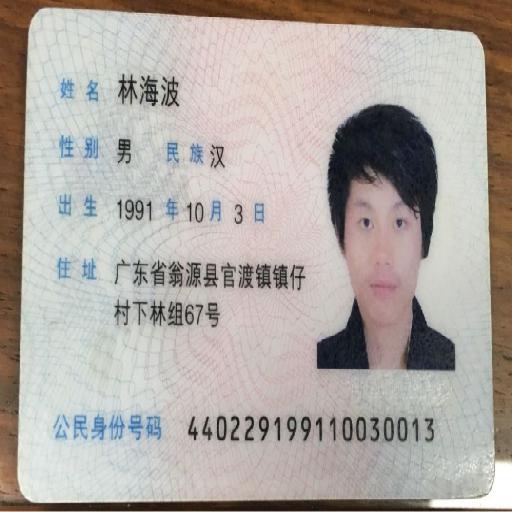 姓名 林海波
性别 男 民族 汉
出生 1991 年 10 月 3 日
住址 广东省翁源县官渡镇镇仔
村下林组67号
公民身份号码 440229199110030013